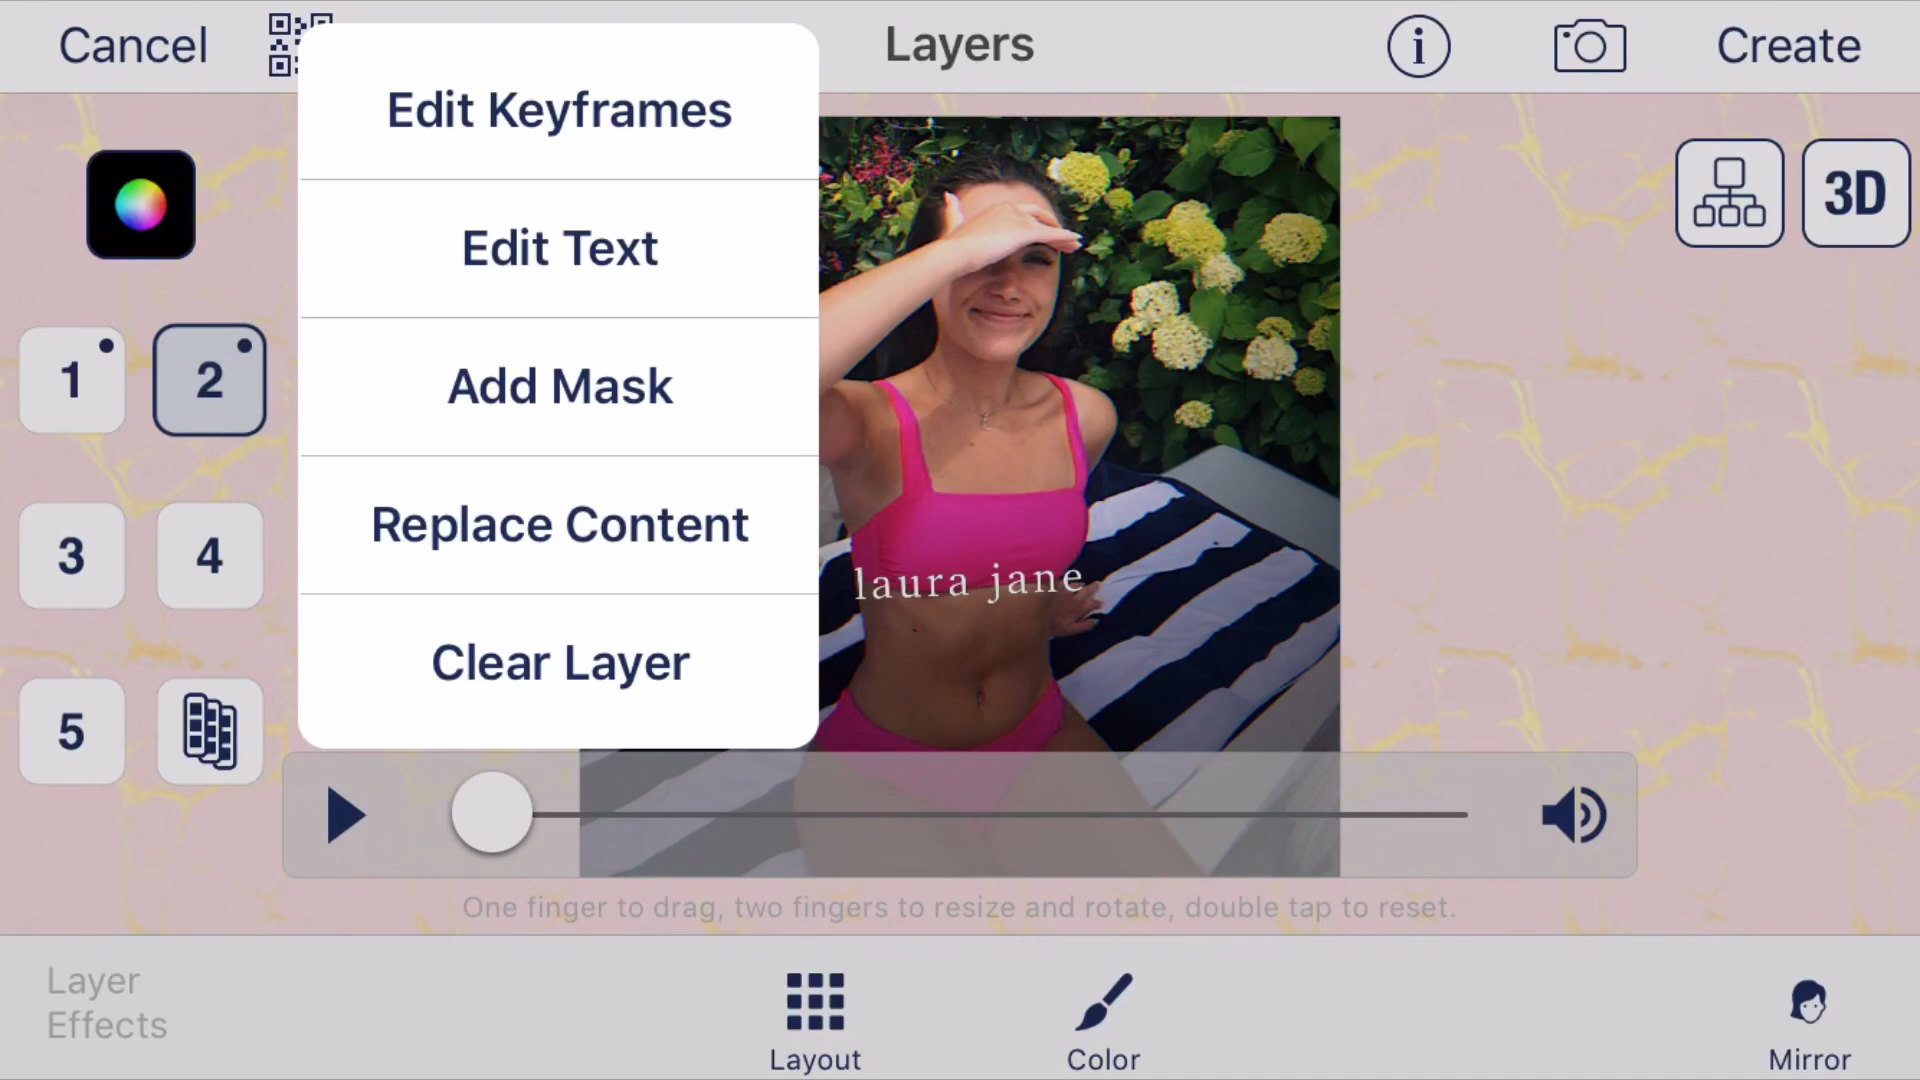 Cancel
Layers
i
Create
Edit Keyframes
Edit Text
Add Mask
Replace Content
Clear Layer
3D
1
2
3
4
5
laura jane
One finger to drag, two fingers to resize and rotate, double tap to reset.
Layer
Effects
Layout
Color
Mirror